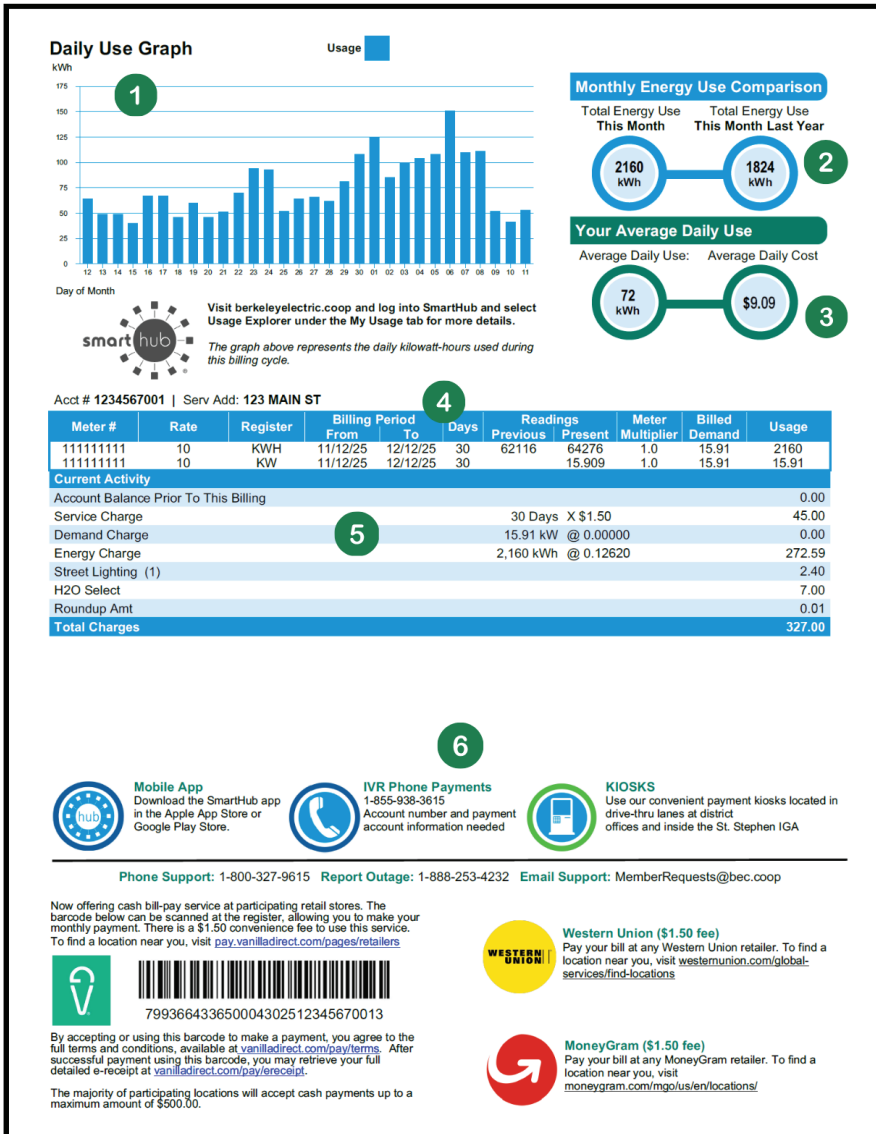 Daily Use Graph
Usage
kWh
175
150
125
100
75
50
25
0
12 13 14 15 16 17 18 19 20 21 22 23 24 25 26 27 28 29 30 01 02 03 04 05 06 07 08 09 10 11
Day of Month
1
Monthly Energy Use Comparison
Total Energy Use This Month
Total Energy Use This Month Last Year
2160 kWh
1824 kWh
2
Your Average Daily Use
Average Daily Use:
Average Daily Cost
72 kWh
$9.09
3
smart hub
Visit berkeleyelectric.coop and log into SmartHub and select
Usage Explorer under the My Usage tab for more details.
The graph above represents the daily kilowatt-hours used during
this billing cycle.
Acct # 1234567001 | Serv Add: 123 MAIN ST
4
Meter # Rate Register Billing Period From To Days Readings Previous Present Meter Multiplier Billed Demand Usage
111111111 10 KWH 11/12/25 12/12/25 30 62116 64276 1.0 15.91 2160
111111111 10 KW 11/12/25 12/12/25 30 15.909 1.0 15.91 15.91
Current Activity
Account Balance Prior To This Billing 0.00
Service Charge 30 Days X $1.50 45.00
Demand Charge 15.91 kW @ 0.00000 0.00
5
Energy Charge 2,160 kWh @ 0.12620 272.59
Street Lighting (1) 2.40
H2O Select 7.00
Roundup Amt 0.01
Total Charges 327.00
6
Mobile App
Download the SmartHub app
in the Apple App Store or
Google Play Store.
hub
IVR Phone Payments
1-855-938-3615
Account number and payment
account information needed
KIOSKS
Use our convenient payment kiosks located in
drive-thru lanes at district
offices and inside the St. Stephen IGA
Phone Support: 1-800-327-9615 Report Outage: 1-888-253-4232 Email Support: MemberRequests@bec.coop
Now offering cash bill-pay service at participating retail stores. The
barcode below can be scanned at the register, allowing you to make your
monthly payment. There is a $1.50 convenience fee to use this service.
To find a location near you, visit pay.vanilladirect.com/pages/retailers
79936643365000430251234567 0013
By accepting or using this barcode to make a payment, you agree to the
full terms and conditions, available at vanilladirect.com/pay/terms. After
successful payment using this barcode, you may retrieve your full
detailed e-receipt at vanilladirect.com/pay/ereceipt.
The majority of participating locations will accept cash payments up to a
maximum amount of $500.00.
WESTERN
UNION
Western Union ($1.50 fee)
Pay your bill at any Western Union retailer. To find a
location near you, visit westernunion.com/global-
services/find-locations
MoneyGram ($1.50 fee)
Pay your bill at any MoneyGram retailer. To find a
location near you, visit
moneygram.com/mgo/us/en/locations/